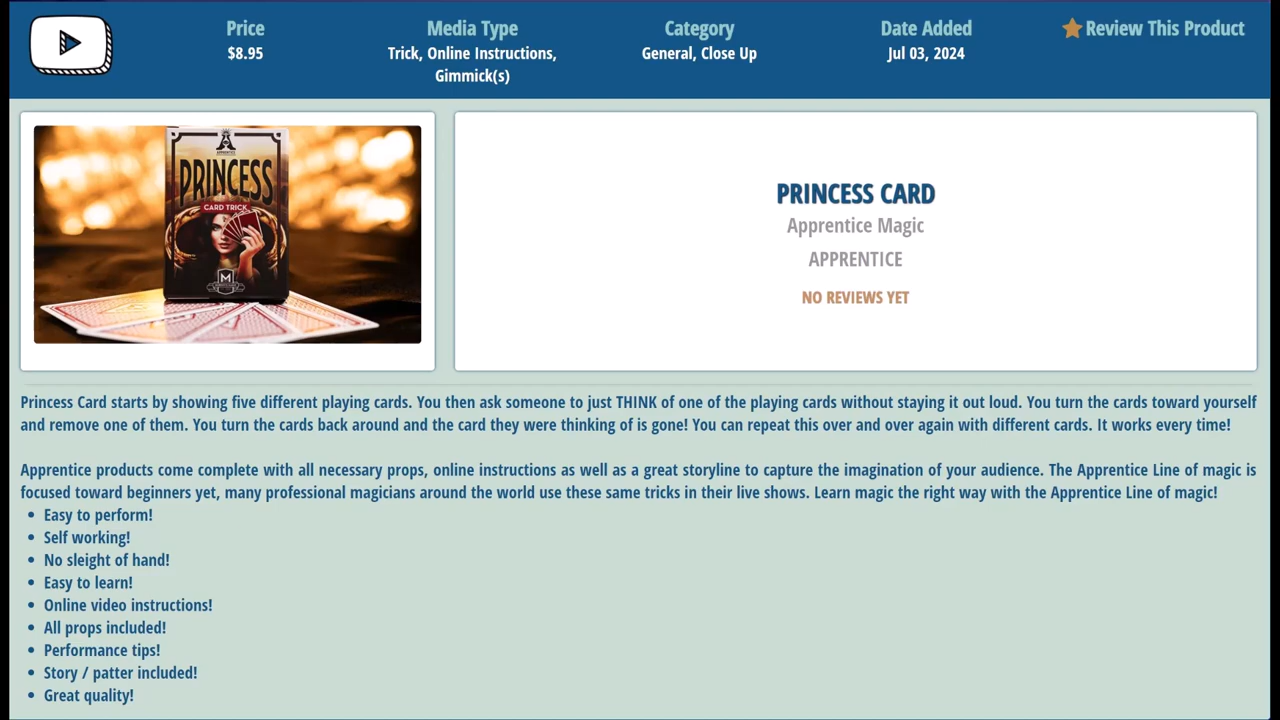 Price
$8.95
Media Type
Trick, Online Instructions,
Gimmick(s)
Category
General, Close Up
Date Added
Jul 03, 2024
Review This Product
APPRENTICE
PRINCESS
CARD TRICK
M
PRINCESS CARD
Apprentice Magic
APPRENTICE
NO REVIEWS YET
Princess Card starts by showing five different playing cards. You then ask someone to just THINK of one of the playing cards without staying it out loud. You turn the cards toward yourself
and remove one of them. You turn the cards back around and the card they were thinking of is gone! You can repeat this over and over again with different cards. It works every time!
Apprentice products come complete with all necessary props, online instructions as well as a great storyline to capture the imagination of your audience. The Apprentice Line of magic is
focused toward beginners yet, many professional magicians around the world use these same tricks in their live shows. Learn magic the right way with the Apprentice Line of magic!
• Easy to perform!
• Self working!
• No sleight of hand!
• Easy to learn!
• Online video instructions!
• All props included!
• Performance tips!
• Story / patter included!
• Great quality!